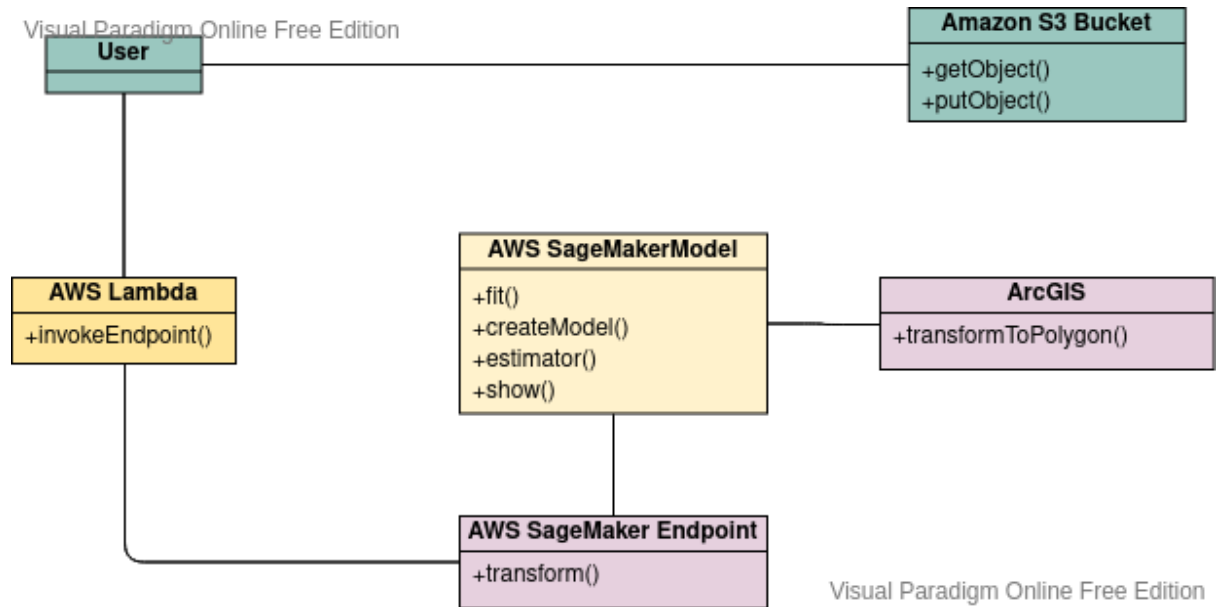 Visual Paradigm Online Free Edition
User
Amazon S3 Bucket
+getObject()
+putObject()
AWS Lambda
+invokeEndpoint()
AWS SageMakerModel
+fit()
+createModel()
+estimator()
+show()
ArcGIS
+transformToPolygon()
AWS SageMaker Endpoint
+transform()
Visual Paradigm Online Free Edition